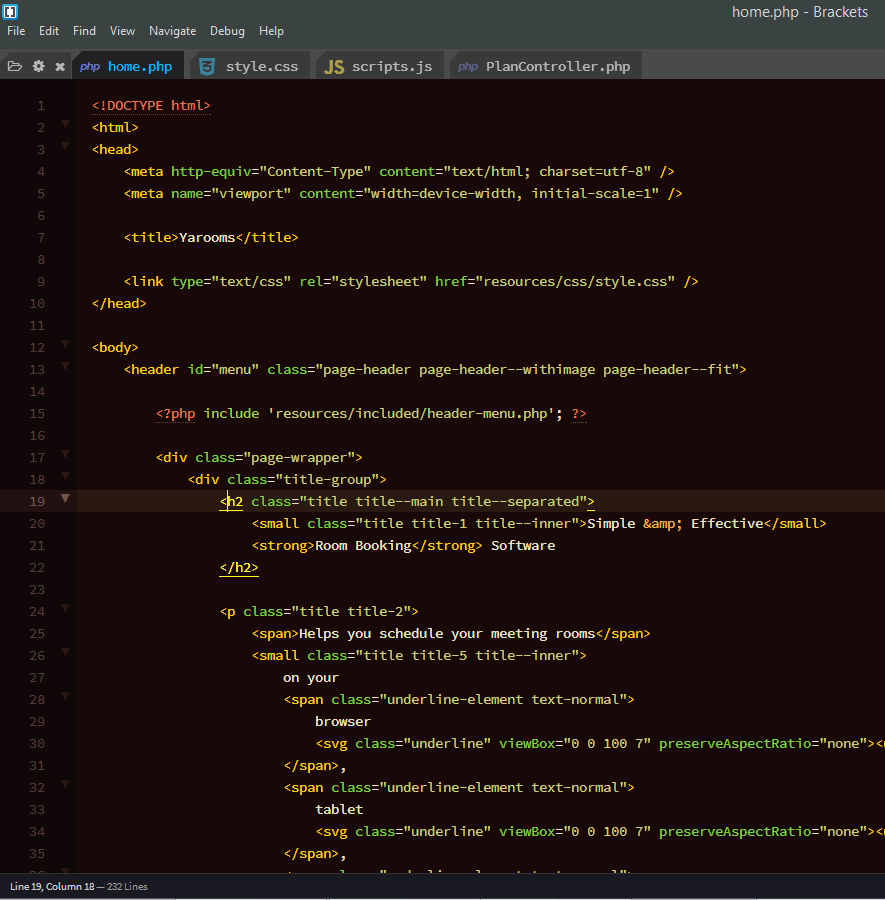 home.php - Brackets
File Edit Find View Navigate Debug Help
php home.php style.css JS scripts.js php PlanController.php
1 <!DOCTYPE html>
2 <html>
3 <head>
4 <meta http-equiv="Content-Type" content="text/html; charset=utf-8" />
5 <meta name="viewport" content="width=device-width, initial-scale=1" />
6
7 <title>Yarooms</title>
8
9 <link type="text/css" rel="stylesheet" href="resources/css/style.css" />
10 </head>
11
12 <body>
13 <header id="menu" class="page-header page-header--withimage page-header--fit">
14
15 <?php include 'resources/included/header-menu.php'; ?>
16
17 <div class="page-wrapper">
18 <div class="title-group">
19 <h2 class="title title--main title--separated">
20 <small class="title title-1 title--inner">Simple &amp; Effective</small>
21 <strong>Room Booking</strong> Software
22 </h2>
23
24 <p class="title title-2">
25 <span>Helps you schedule your meeting rooms</span>
26 <small class="title title-5 title--inner">
27 on your
28 <span class="underline-element text-normal">
29 browser
30 <svg class="underline" viewBox="0 0 100 7" preserveAspectRatio="none"><
31 </span>,
32 <span class="underline-element text-normal">
33 tablet
34 <svg class="underline" viewBox="0 0 100 7" preserveAspectRatio="none"><
35 </span>,
Line 19, Column 18 — 232 Lines